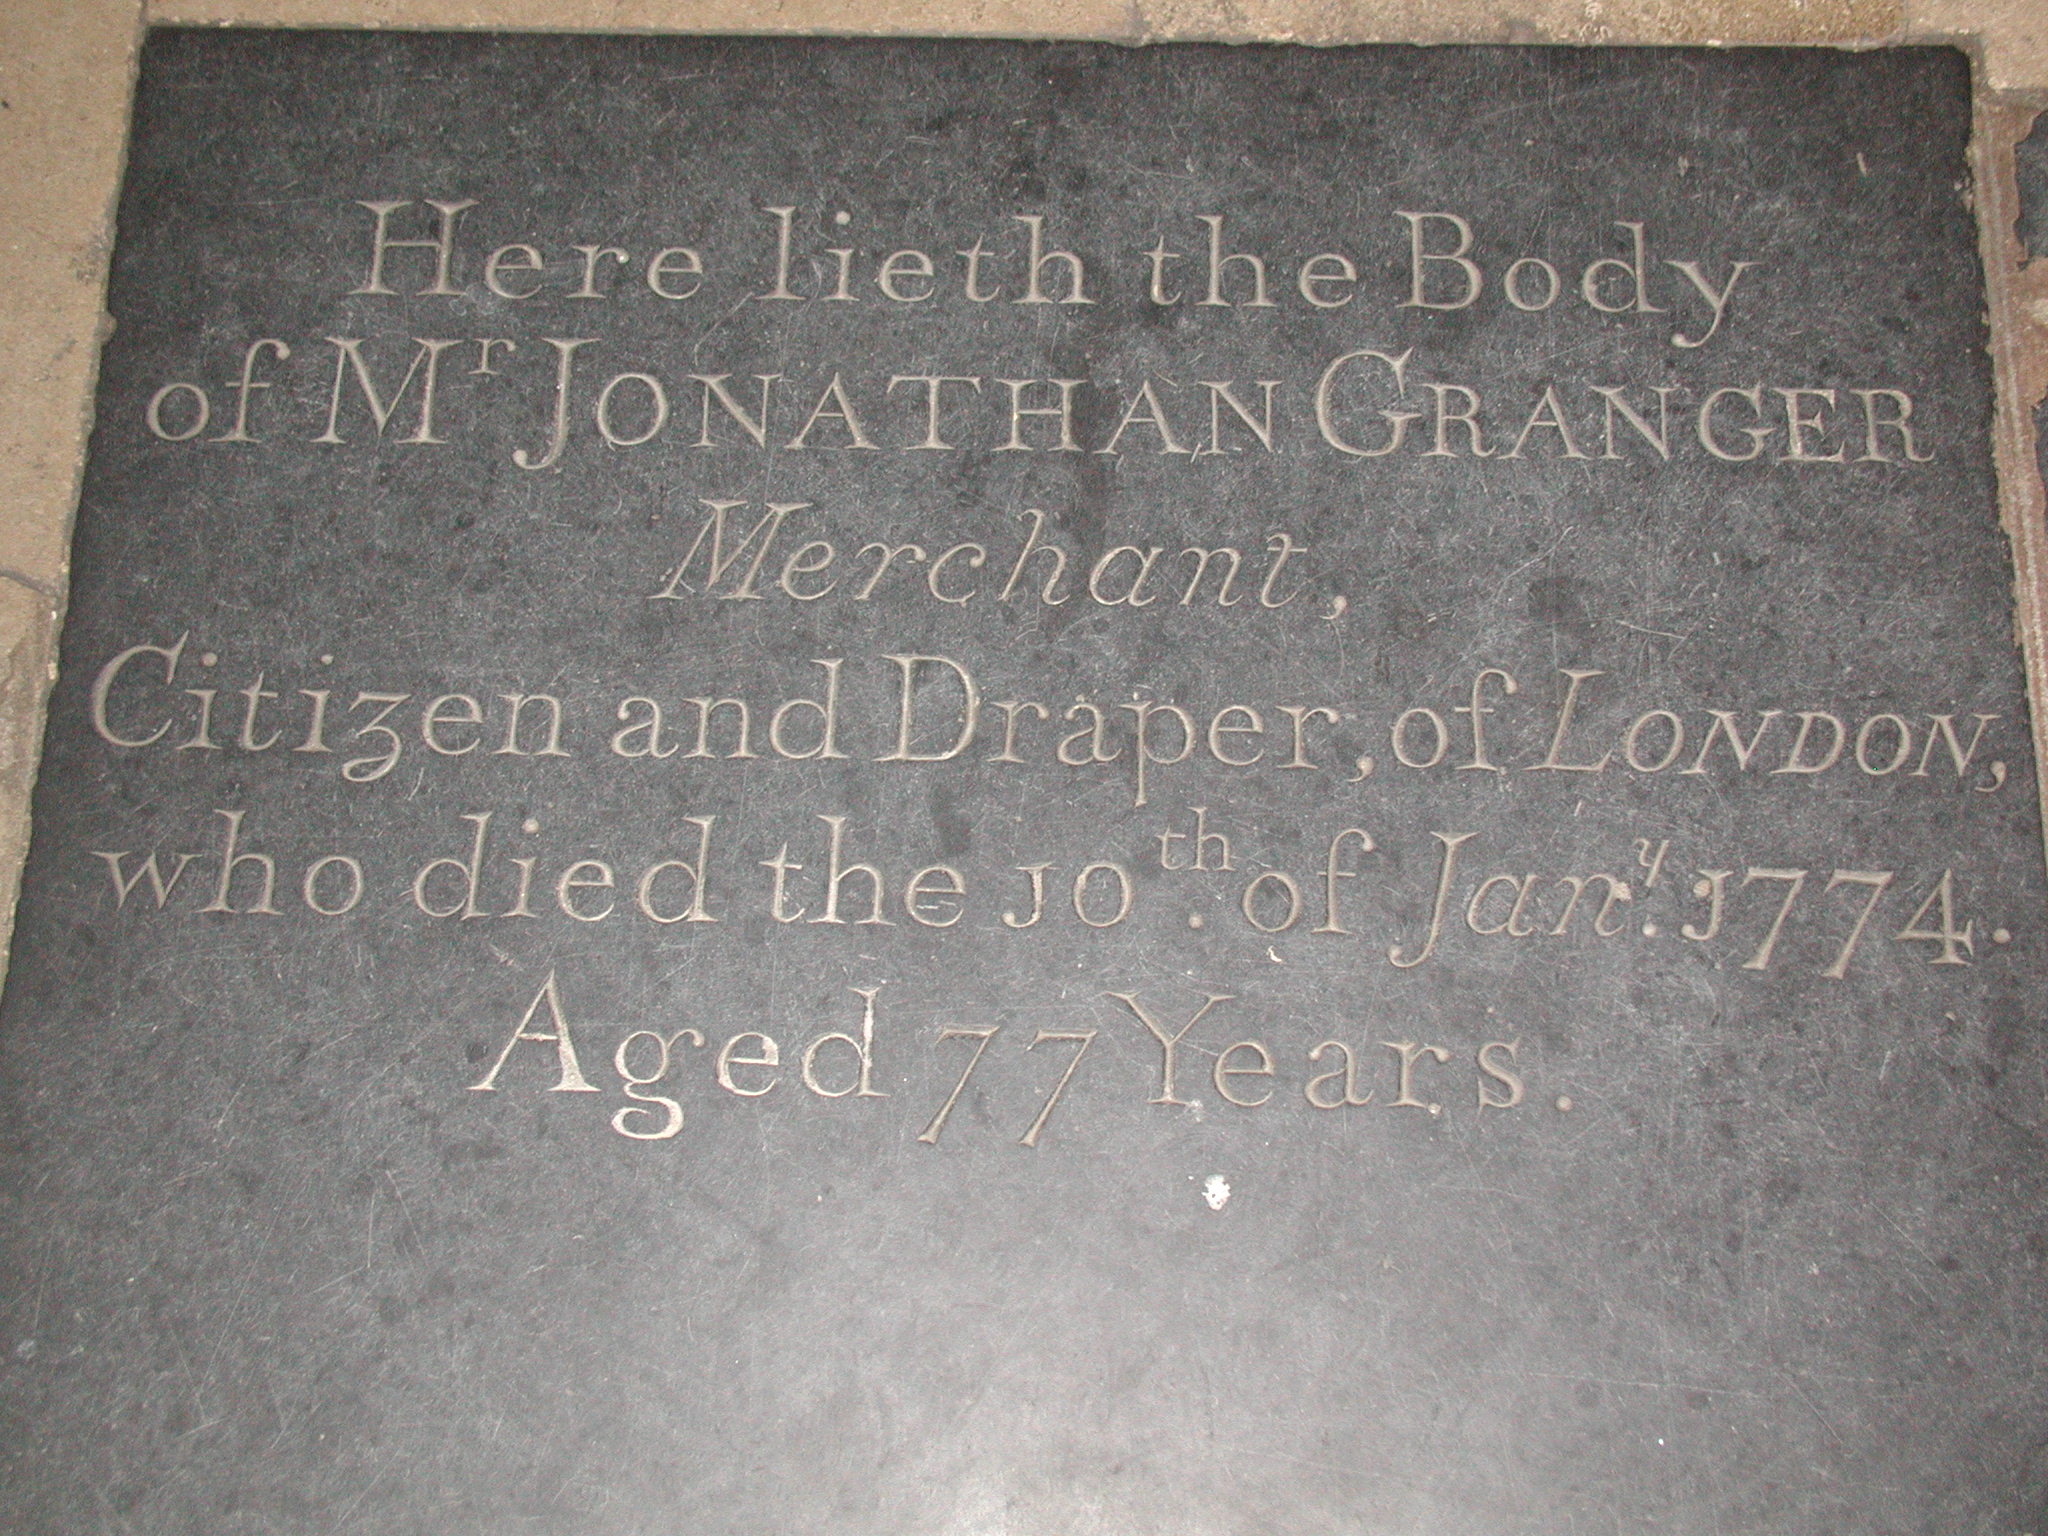 Here lieth the Body
of Mr JONATHAN GRANGER
Merchant,
Citizen and Draper, of LONDON,
who died the 10th. of Jany. 1774.
Aged 77 Years.